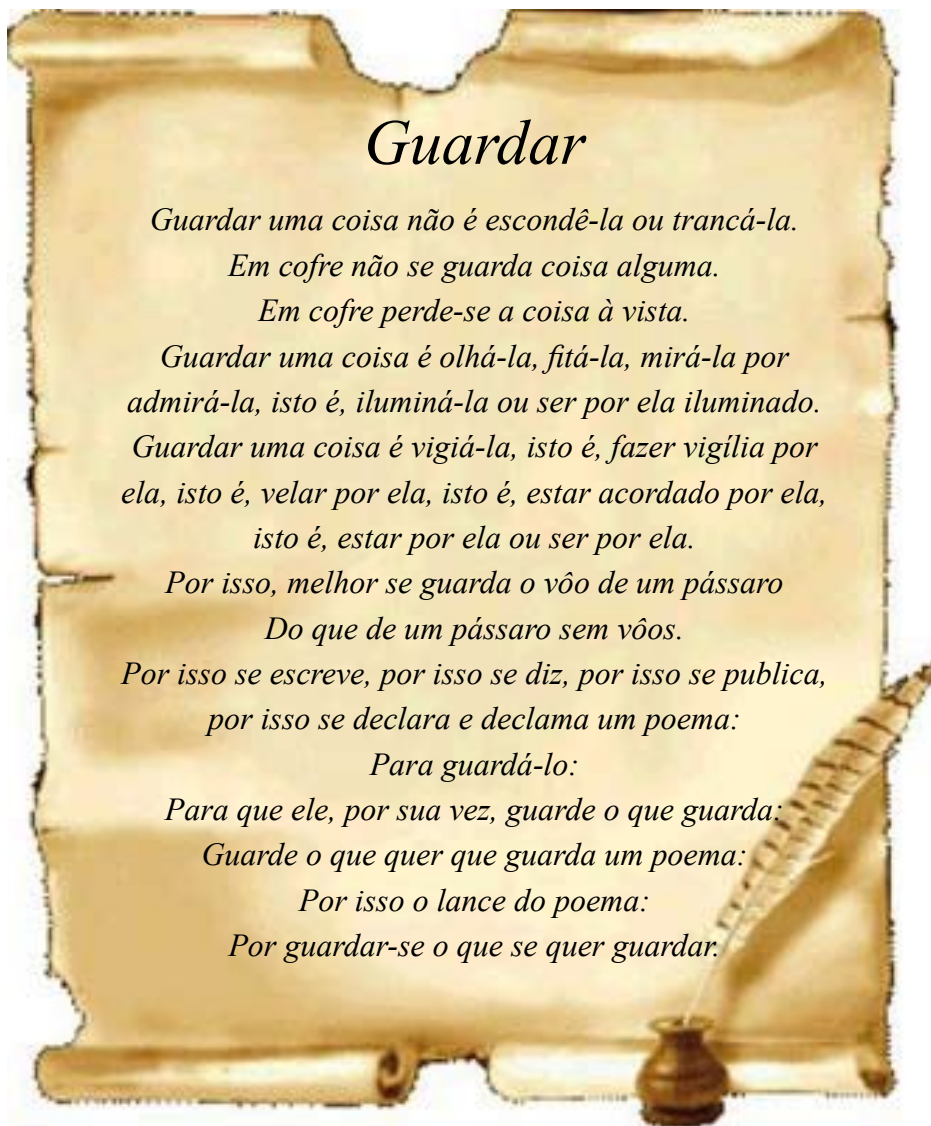 Guardar
Guardar uma coisa não é escondê-la ou trancá-la.
Em cofre não se guarda coisa alguma.
Em cofre perde-se a coisa à vista.
Guardar uma coisa é olhá-la, fitá-la, mirá-la por
admirá-la, isto é, iluminá-la ou ser por ela iluminado.
Guardar uma coisa é vigiá-la, isto é, fazer vigília por
ela, isto é, velar por ela, isto é, estar acordado por ela,
isto é, estar por ela ou ser por ela.
Por isso, melhor se guarda o vôo de um pássaro
Do que de um pássaro sem vôos.
Por isso se escreve, por isso se diz, por isso se publica,
por isso se declara e declama um poema:
Para guardá-lo:
Para que ele, por sua vez, guarde o que guarda:
Guarde o que quer que guarda um poema:
Por isso o lance do poema:
Por guardar-se o que se quer guardar.